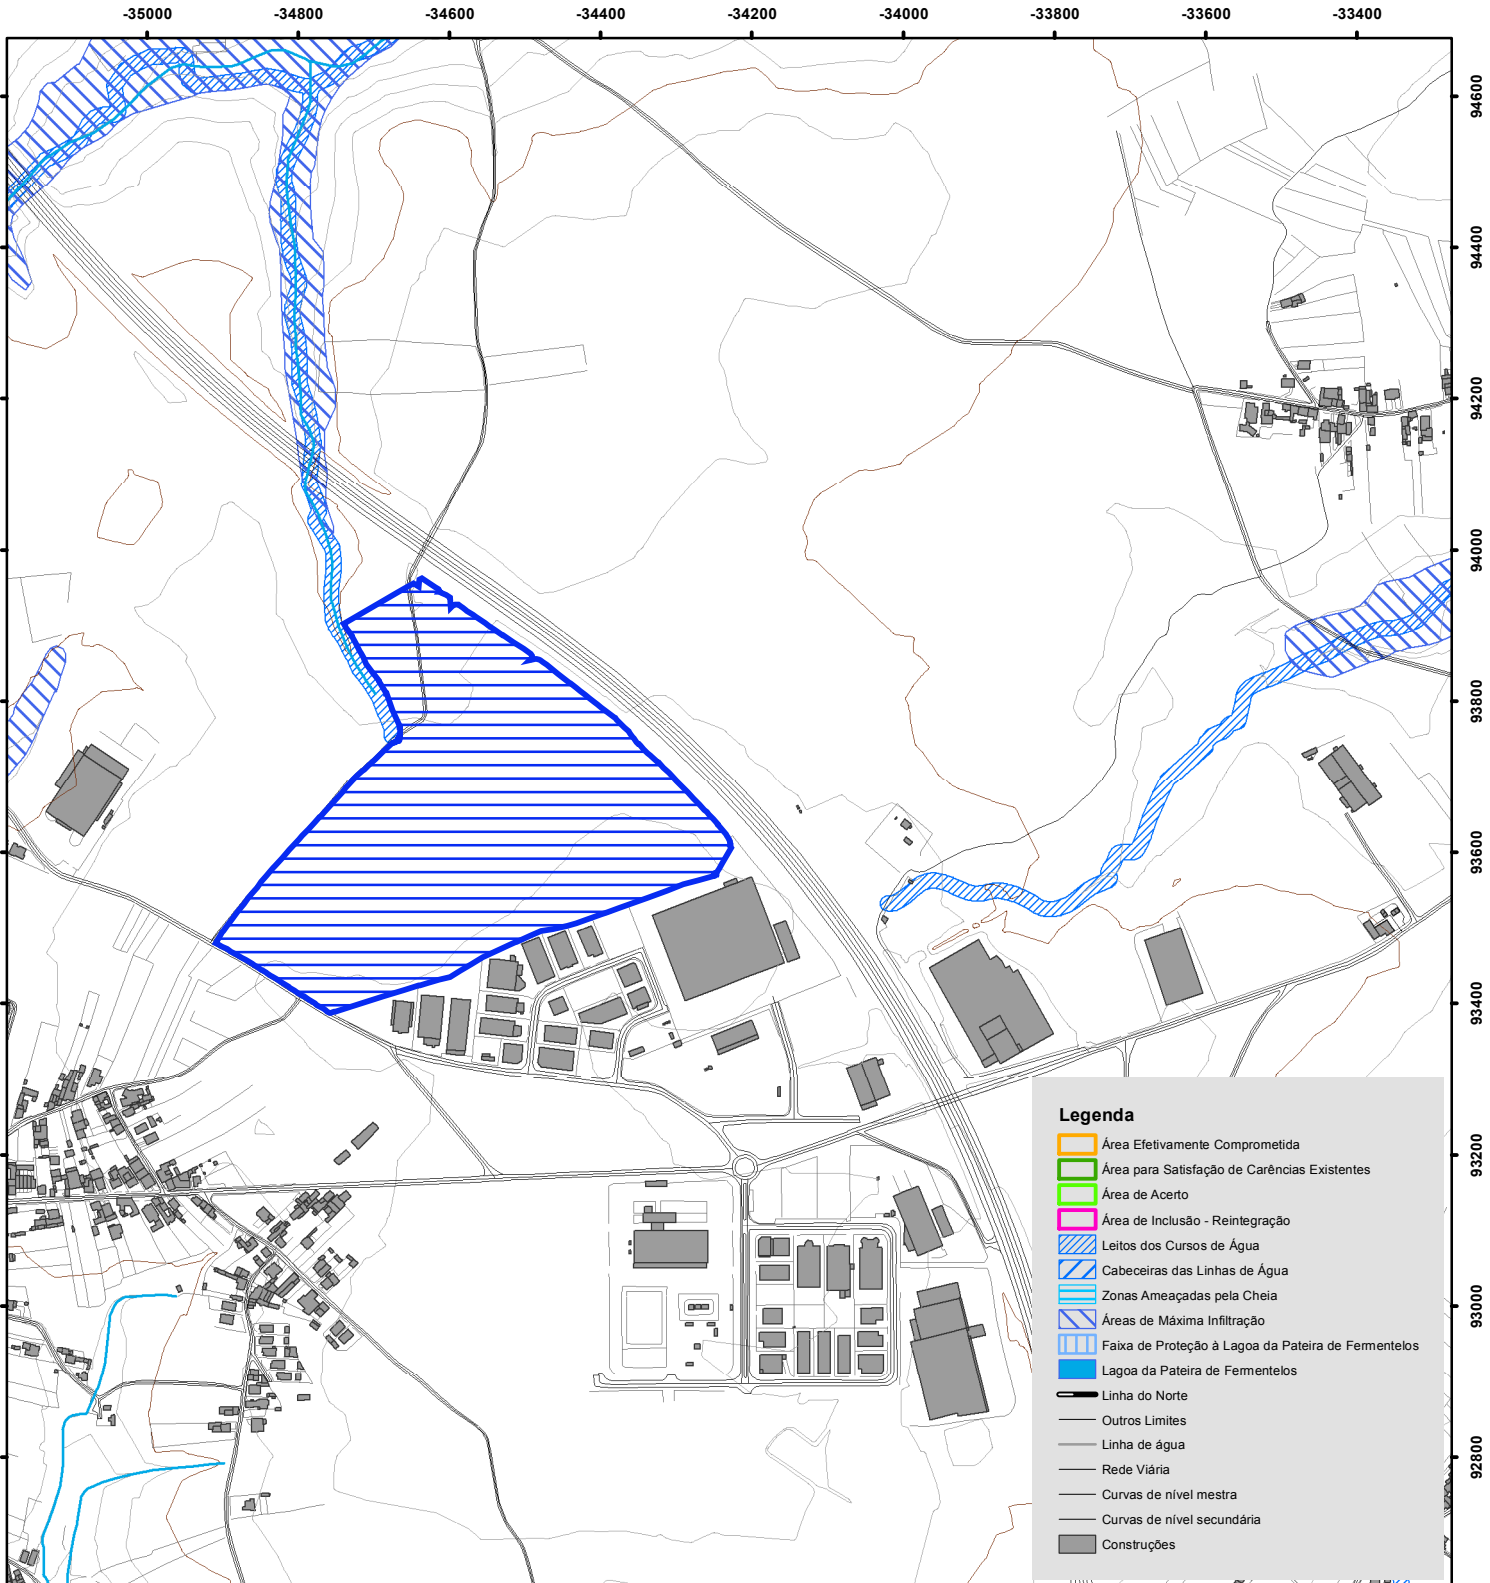 -35000 -34800 -34600 -34400 -34200 -34000 -33800 -33600 -33400
94600
94400
94200
94000
93800
93600
93400
93200
93000
92800
Legenda
Área Efetivamente Comprometida
Área para Satisfação de Carências Existentes
Área de Acerto
Área de Inclusão - Reintegração
Leitos dos Cursos de Água
Cabeceiras das Linhas de Água
Zonas Ameaçadas pela Cheia
Áreas de Máxima Infiltração
Faixa de Proteção à Lagoa da Pateira de Fermentelos
Lagoa da Pateira de Fermentelos
Linha do Norte
Outros Limites
Linha de água
Rede Viária
Curvas de nível mestra
Curvas de nível secundária
Construções